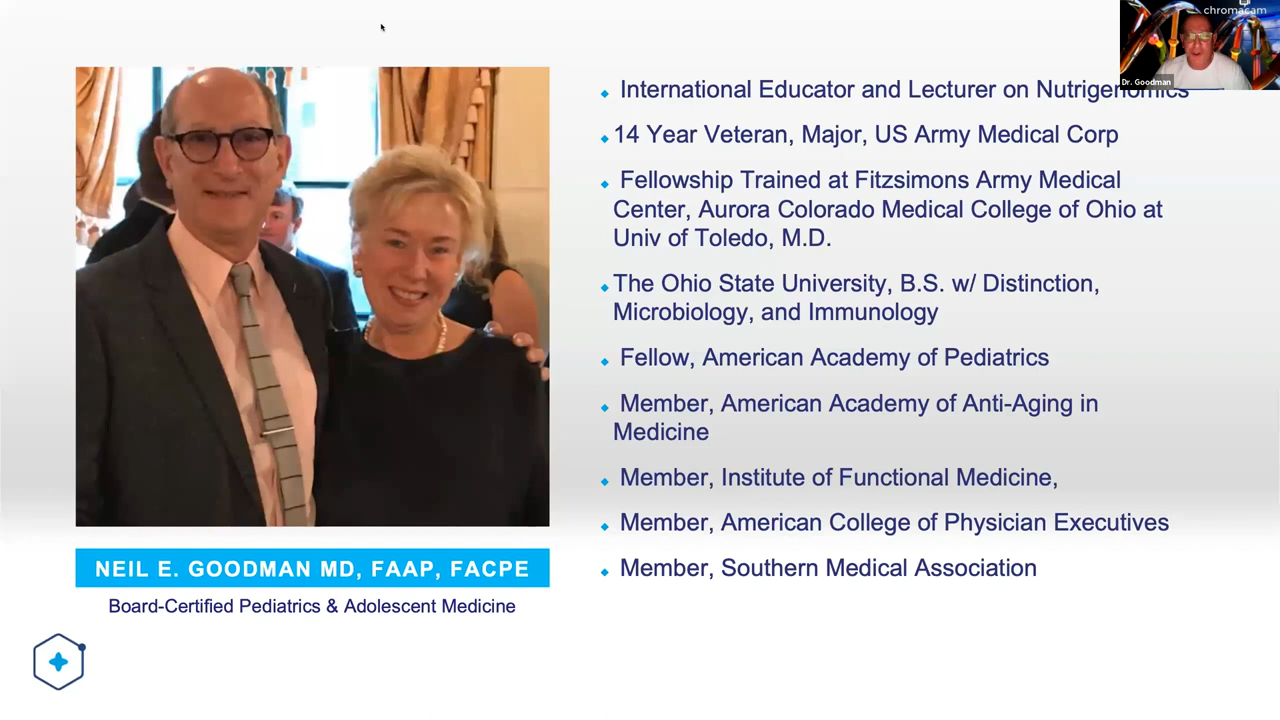 chromacam
Dr. Goodman
International Educator and Lecturer on Nutrigenomics
14 Year Veteran, Major, US Army Medical Corp
Fellowship Trained at Fitzsimons Army Medical
Center, Aurora Colorado Medical College of Ohio at
Univ of Toledo, M.D.
The Ohio State University, B.S. w/ Distinction,
Microbiology, and Immunology
Fellow, American Academy of Pediatrics
Member, American Academy of Anti-Aging in
Medicine
Member, Institute of Functional Medicine,
Member, American College of Physician Executives
Member, Southern Medical Association
NEIL E. GOODMAN MD, FAAP, FACPE
Board-Certified Pediatrics & Adolescent Medicine